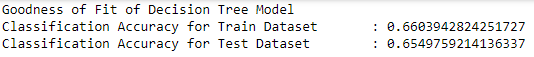 Goodness of Fit of Decision Tree Model
Classification Accuracy for Train Dataset : 0.6603942824251727
Classification Accuracy for Test Dataset : 0.6549759214136337